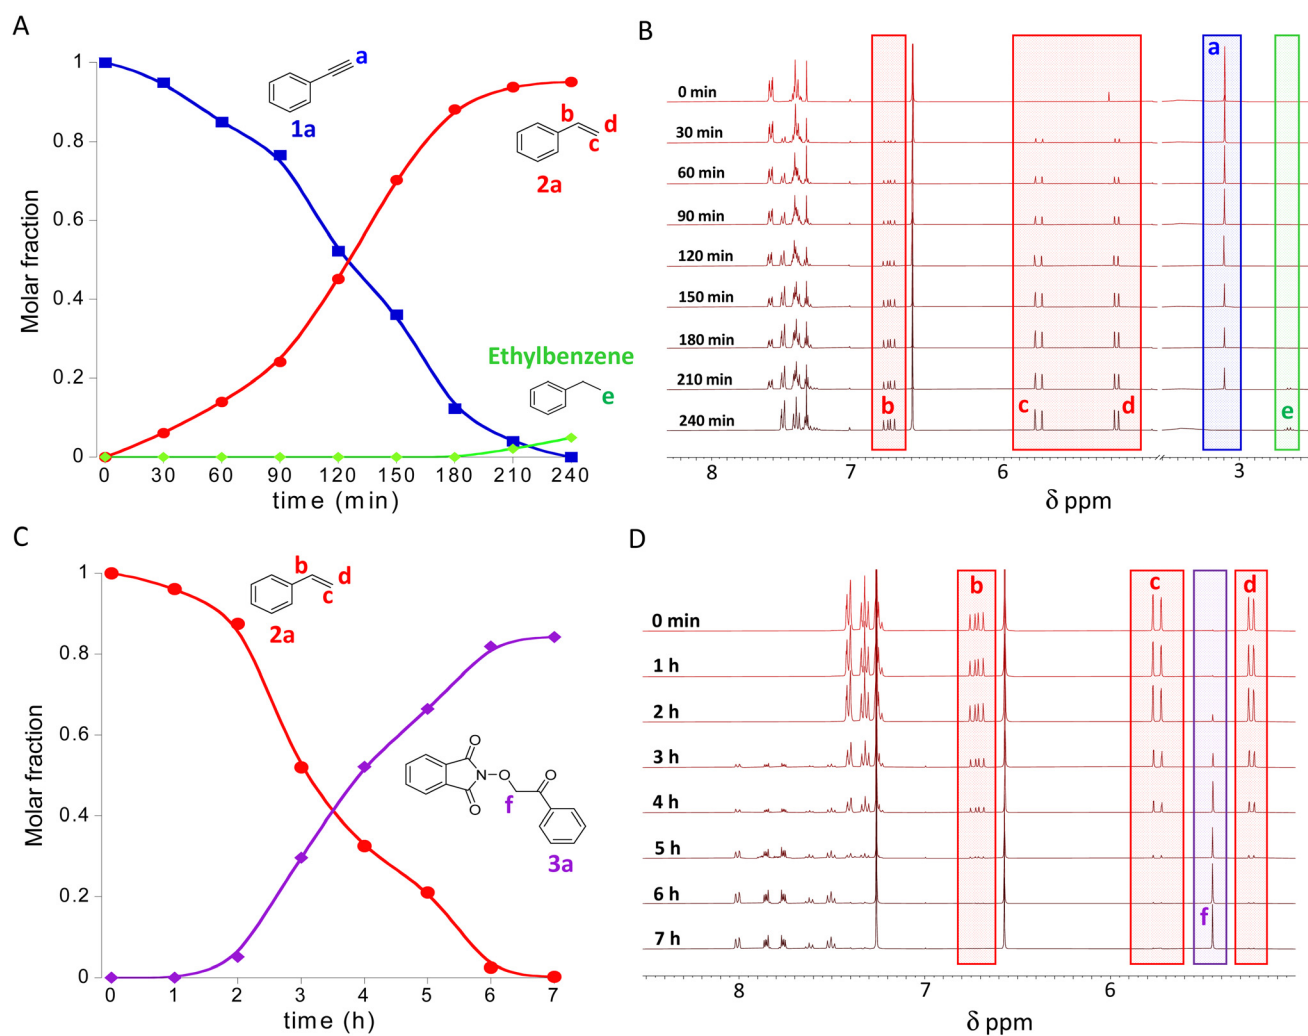 A
1
0.8
0.6
0.4
0.2
0
Molar fraction
0 30 60 90 120 150 180 210 240
time (min)
a
1a
b
d
c
2a
Ethylbenzene
e
B
0 min
30 min
60 min
90 min
120 min
150 min
180 min
210 min
240 min
a
b
c
d
e
8 7 6 3
δ ppm
C
1
0.8
0.6
0.4
0.2
0
Molar fraction
0 1 2 3 4 5 6 7
time (h)
b
d
c
2a
O
N
O
O
O
f
3a
D
0 min
1 h
2 h
3 h
4 h
5 h
6 h
7 h
b
c
d
f
8 7 6
δ ppm